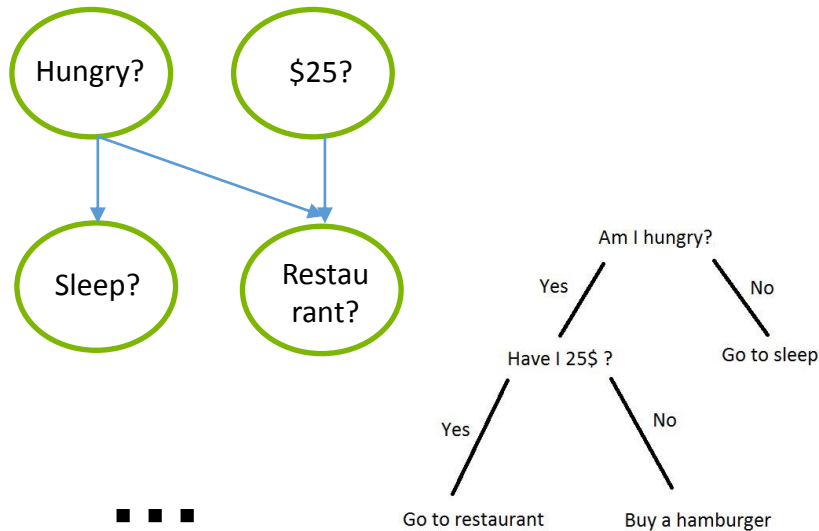 Hungry?
$25?
Sleep?
Restau
rant?
Am I hungry?
Yes
No
Have I 25$ ?
Go to sleep
Yes
No
Go to restaurant
Buy a hamburger
...